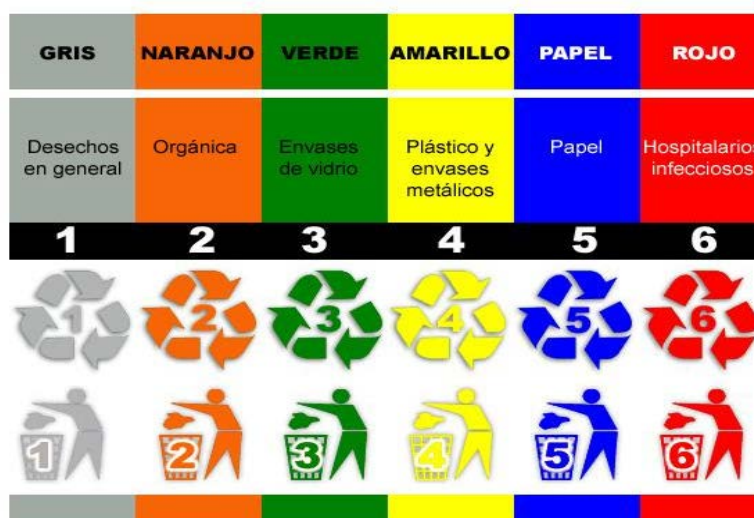 GRIS NARANJO VERDE AMARILLO PAPEL ROJO
Desechos
en general
Orgánica
Envases
de vidrio
Plástico y
envases
metálicos
Papel
Hospitalarios
infecciosos
1 2 3 4 5 6
1 2 3 4 5 6
1 2 3 4 5 6